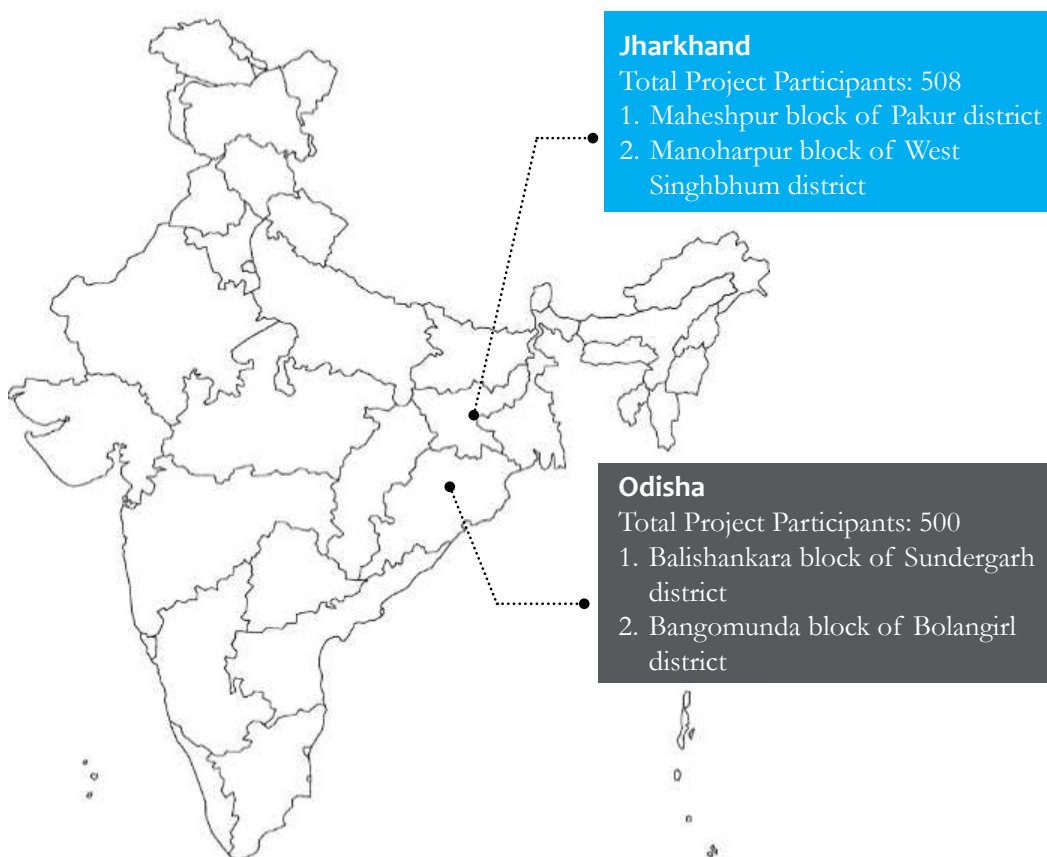 Jharkhand
Total Project Participants: 508
1. Maheshpur block of Pakur district
2. Manoharpur block of West
Singhbhum district
Odisha
Total Project Participants: 500
1. Balishankara block of Sundergarh
district
2. Bangomunda block of Bolangirl
district